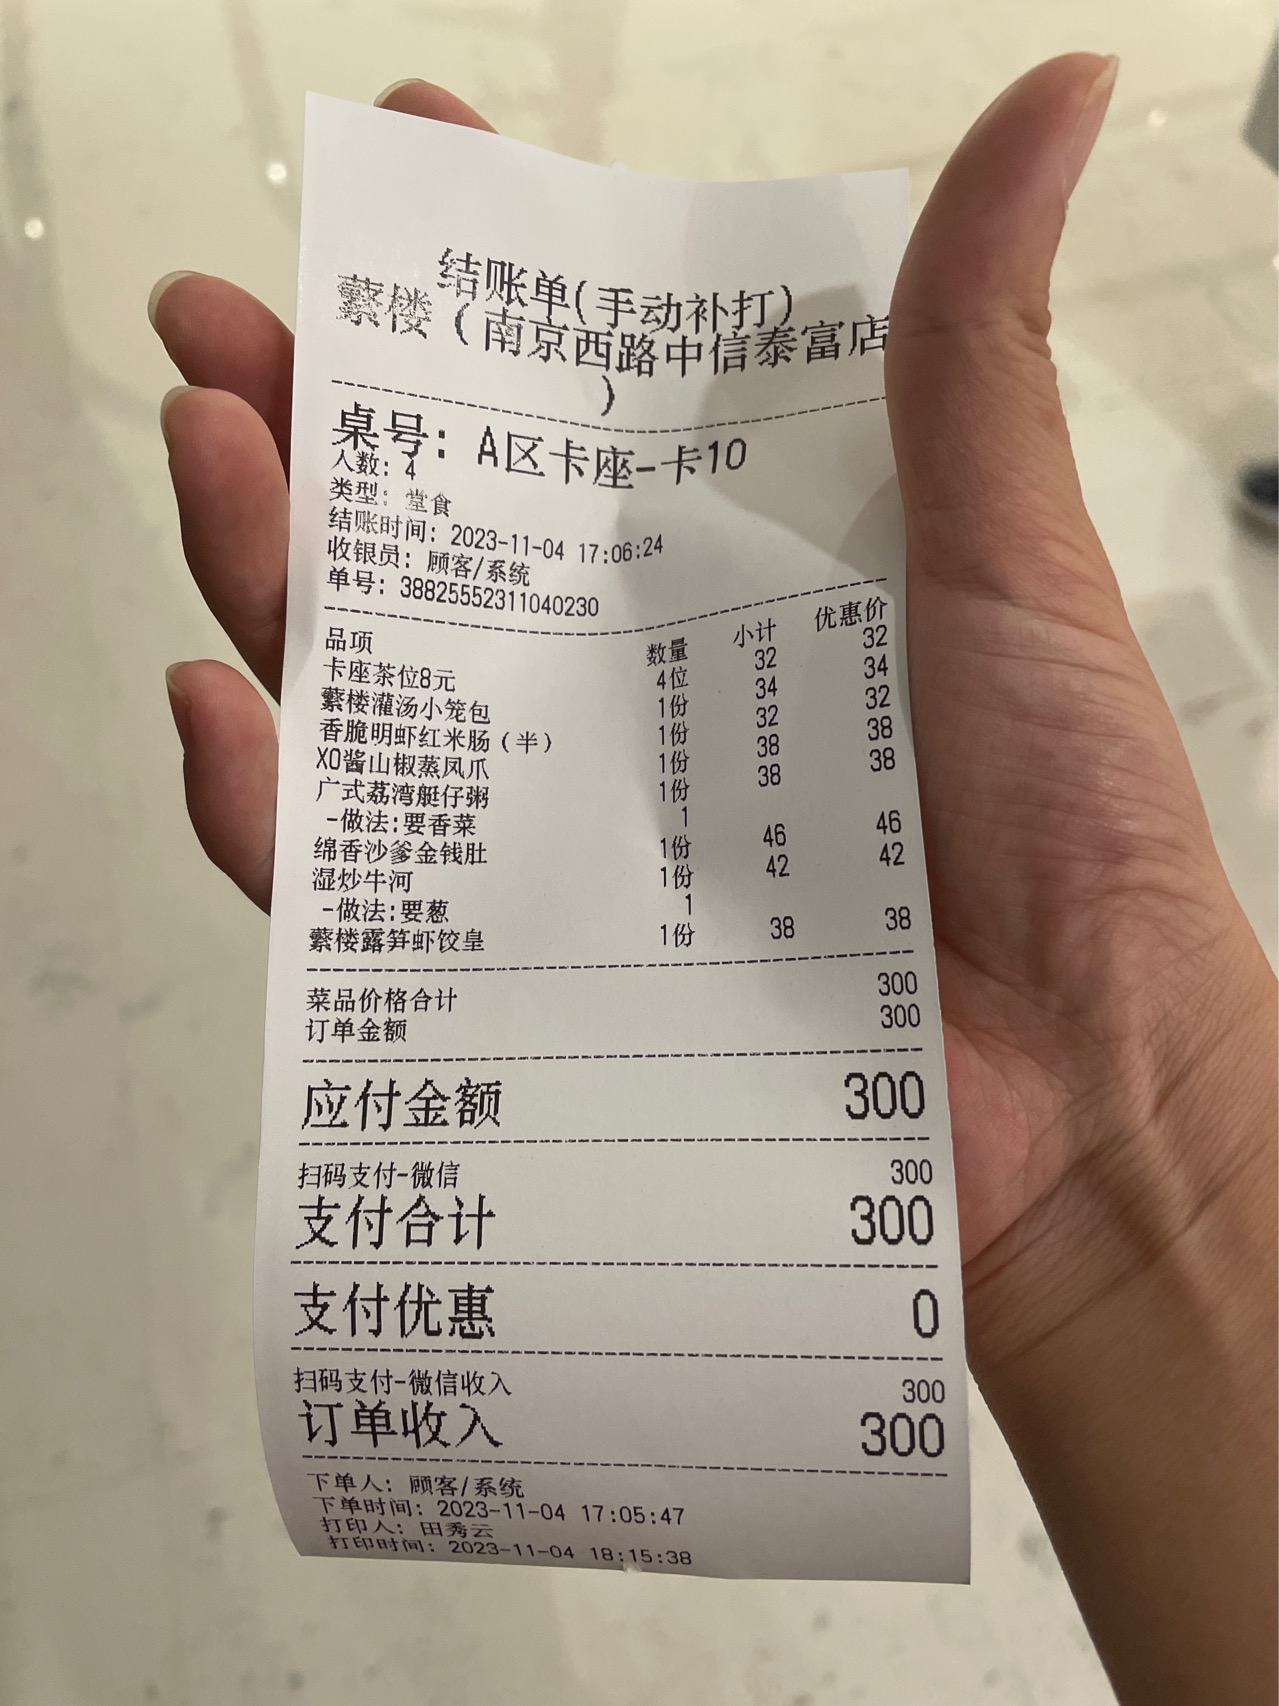 结账单(手动补打)
蘩楼（南京西路中信泰富店
）
桌号：A区卡座-卡10
人数：4
类型：堂食
结账时间：2023-11-04 17:06:24
收银员：顾客/系统
单号：388255552311040230
品项 数量 小计 优惠价
卡座茶位8元 4位 32 32
蘩楼灌汤小笼包 1份 34 34
香脆明虾红米肠（半） 1份 32 32
XO酱山椒蒸凤爪 1份 38 38
广式荔湾艇仔粥 1份 38 38
-做法:要香菜 1
绵香沙爹金钱肚 1份 46 46
湿炒牛河 1份 42 42
-做法:要葱 1
蘩楼露笋虾饺皇 1份 38 38
菜品价格合计 300
订单金额 300
应付金额 300
扫码支付-微信 300
支付合计 300
支付优惠 0
扫码支付-微信收入 300
订单收入 300
下单人：顾客/系统
下单时间：2023-11-04 17:05:47
打印人：田秀云
打印时间：2023-11-04 18:15:38